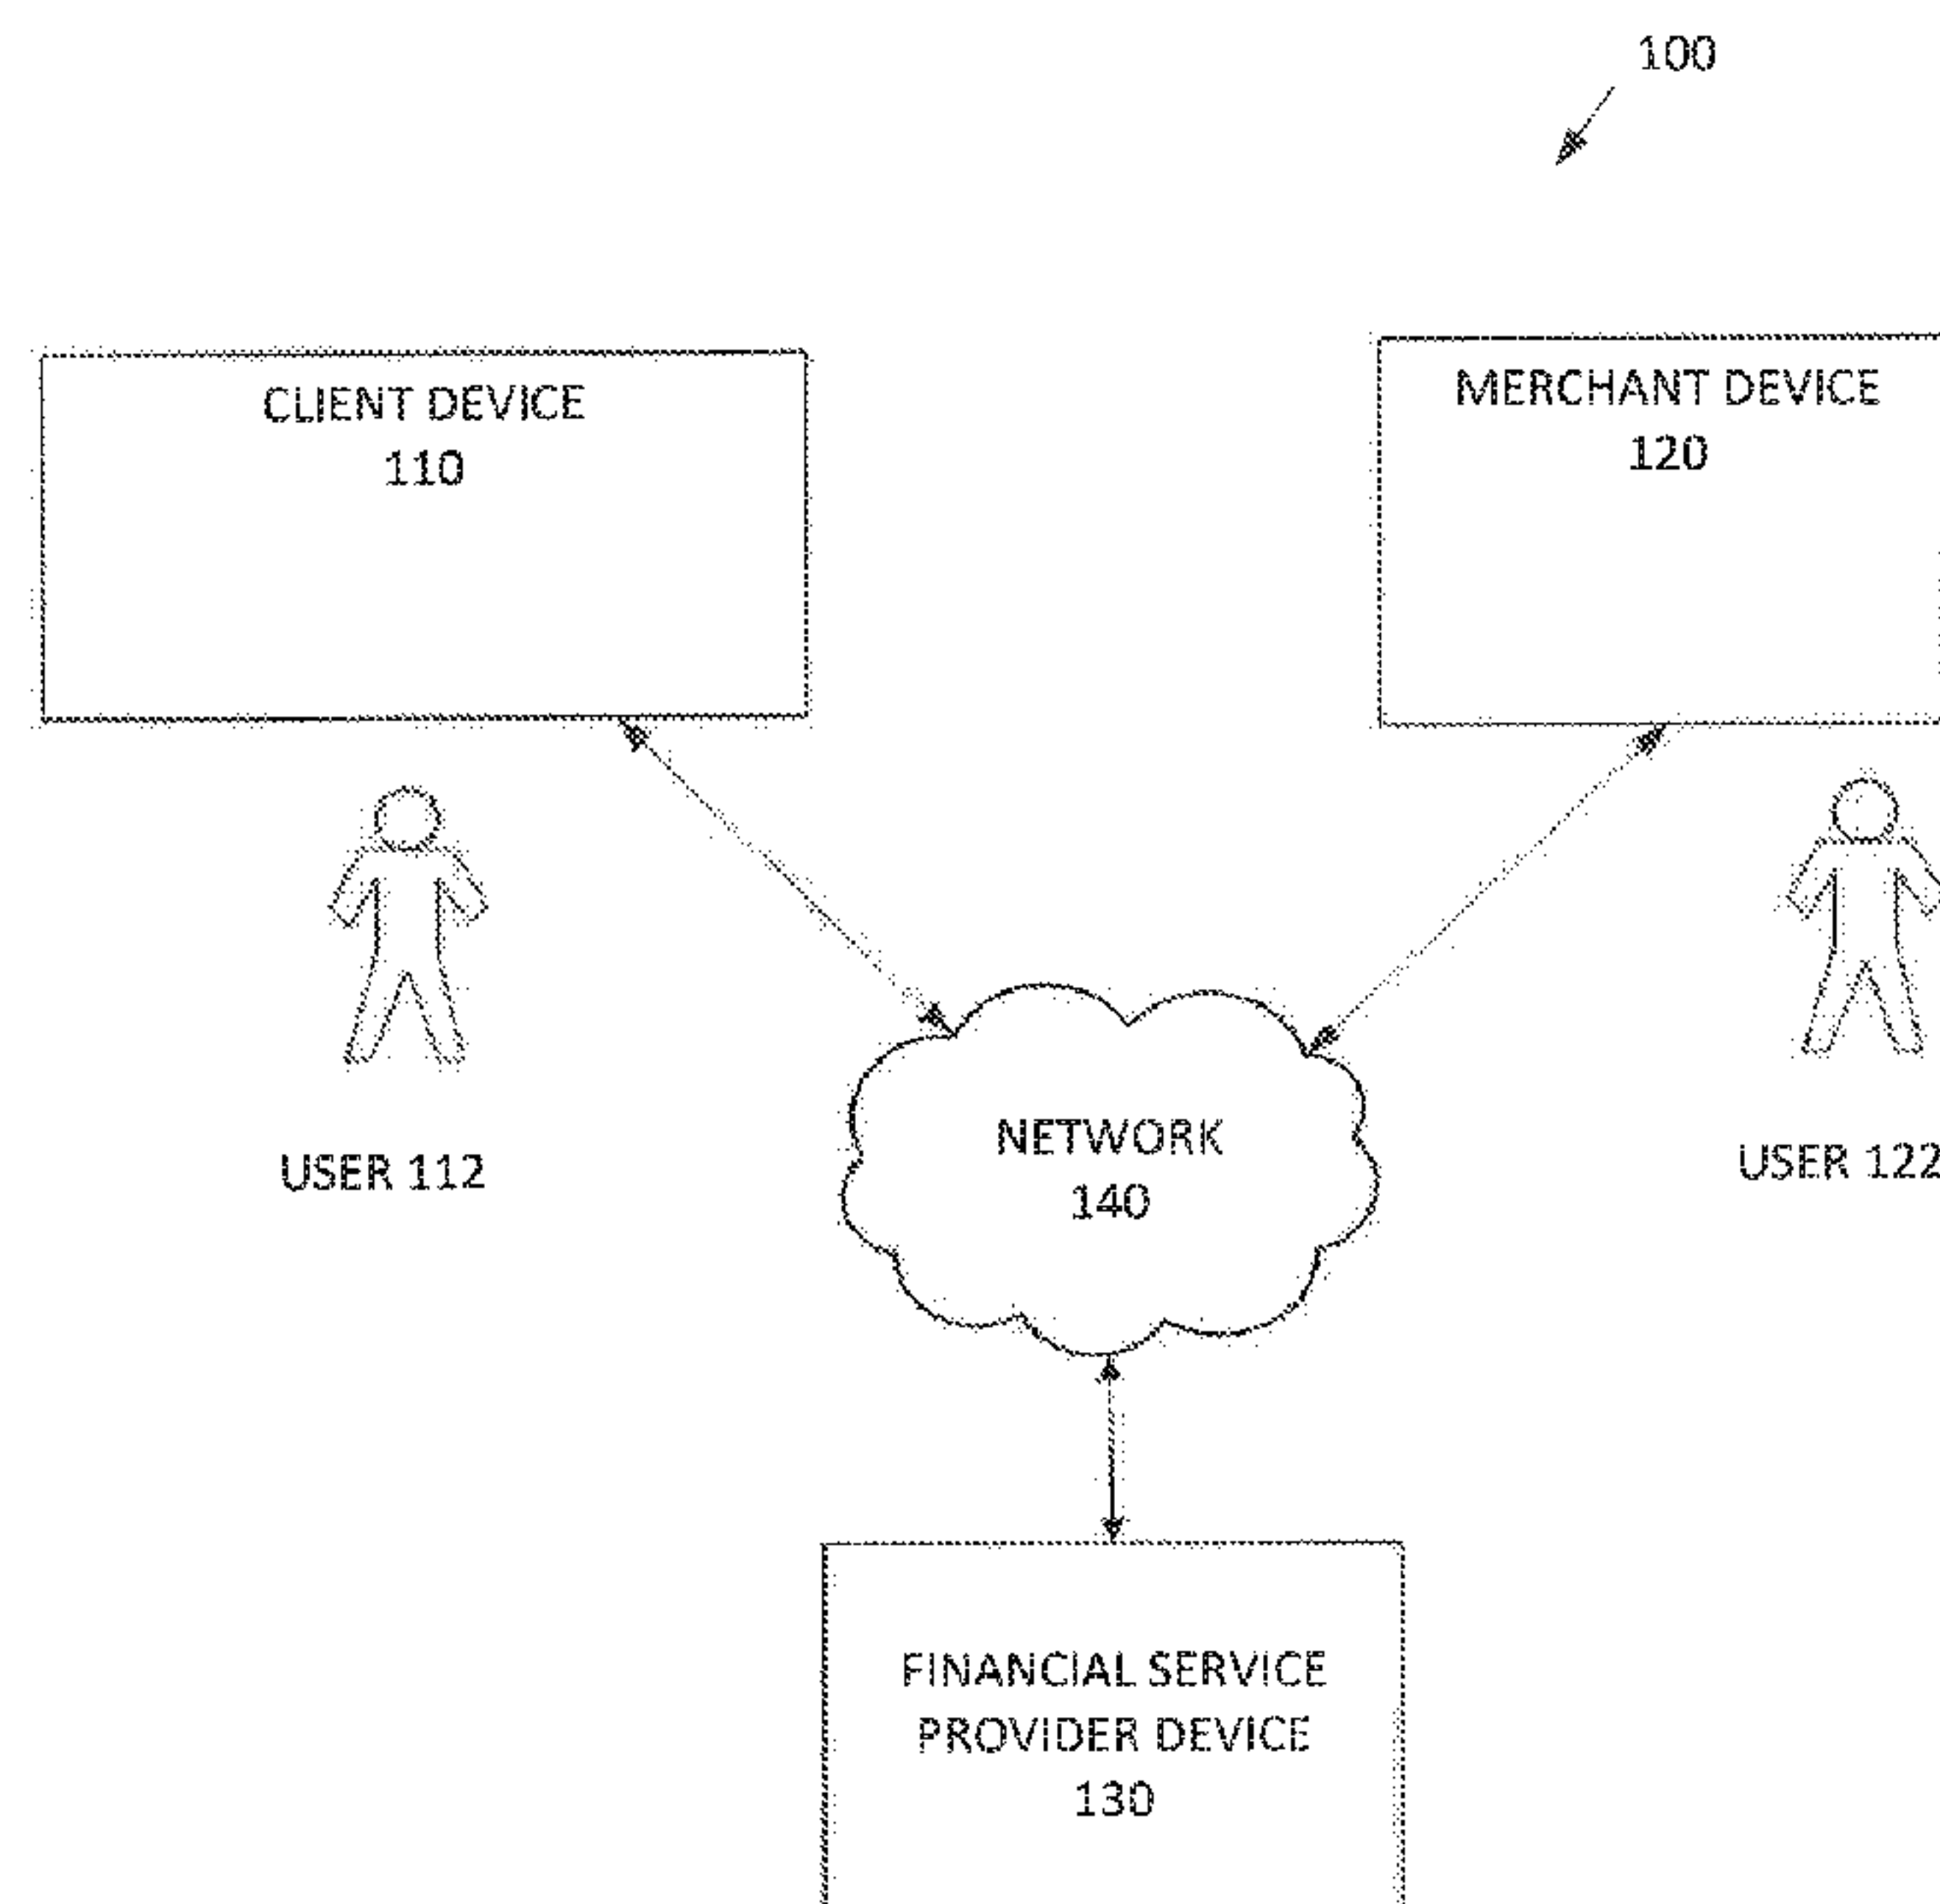 100
CLIENT DEVICE
110
MERCHANT DEVICE
120
USER 112
NETWORK
140
USER 122
FINANCIAL SERVICE
PROVIDER DEVICE
130